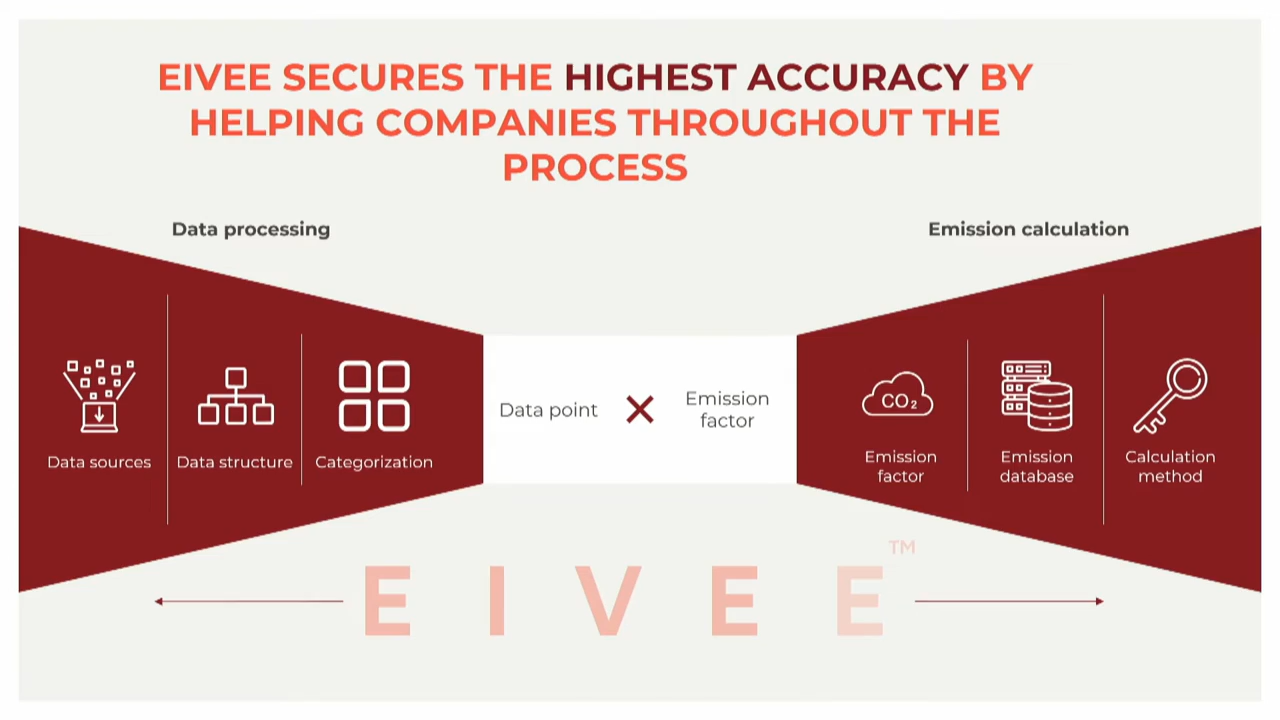 EIVEE SECURES THE HIGHEST ACCURACY BY
HELPING COMPANIES THROUGHOUT THE
PROCESS
Data processing
Emission calculation
Data sources
Data structure
Categorization
Data point
Emission
factor
CO₂
Emission
factor
Emission
database
Calculation
method
EIVEE™